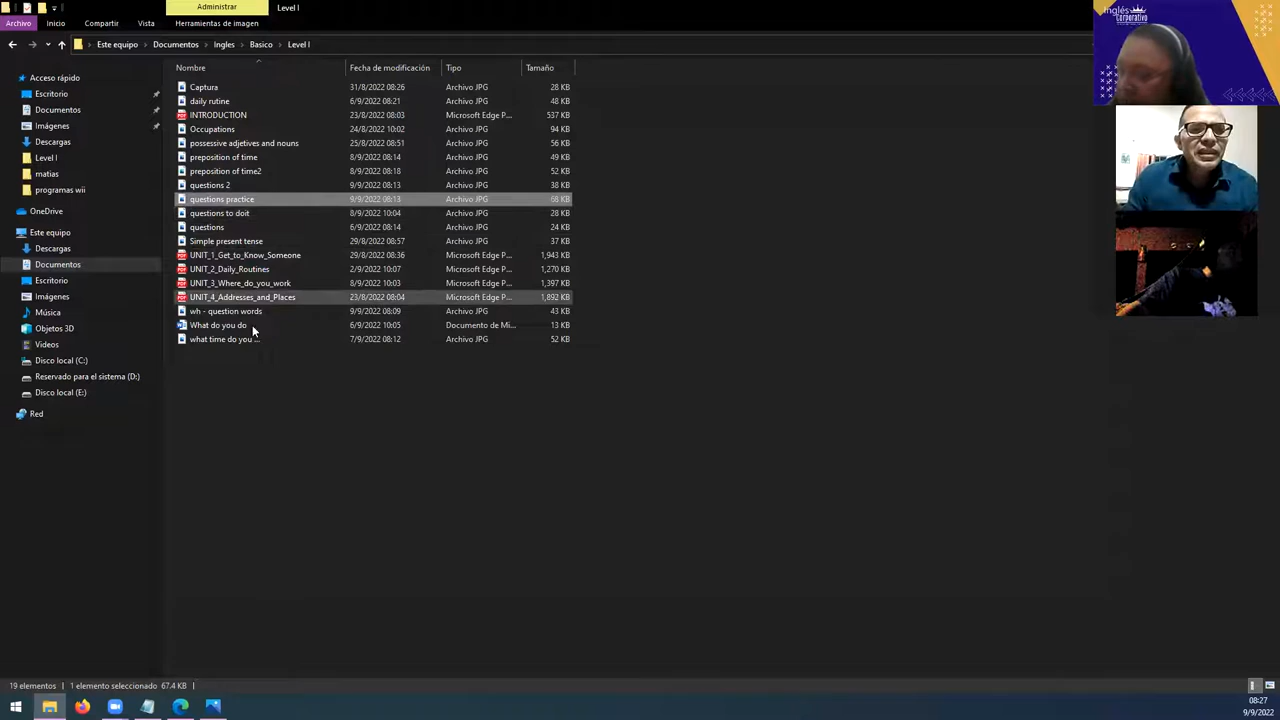 Administrar
Level I
Archivo
Inicio
Compartir
Vista
Herramientas de imagen
Este equipo
Documentos
Ingles
Basico
Level I
Nombre
Fecha de modificación
Tipo
Tamaño
Captura 31/8/2022 08:26 Archivo JPG 28 KB
daily rutine 6/9/2022 08:21 Archivo JPG 48 KB
INTRODUCTION 23/8/2022 08:03 Microsoft Edge P... 537 KB
Occupations 24/8/2022 10:02 Archivo JPG 94 KB
possessive adjetives and nouns 25/8/2022 08:51 Archivo JPG 56 KB
preposition of time 8/9/2022 08:14 Archivo JPG 49 KB
preposition of time2 8/9/2022 08:18 Archivo JPG 52 KB
questions 2 9/9/2022 08:13 Archivo JPG 38 KB
questions practice 9/9/2022 08:13 Archivo JPG 68 KB
questions to doit 8/9/2022 10:04 Archivo JPG 28 KB
questions 6/9/2022 08:14 Archivo JPG 24 KB
Simple present tense 29/8/2022 08:57 Archivo JPG 37 KB
UNIT_1_Get_to_Know_Someone 29/8/2022 08:36 Microsoft Edge P... 1,943 KB
UNIT_2_Daily_Routines 2/9/2022 10:07 Microsoft Edge P... 1,270 KB
UNIT_3_Where_do_you_work 8/9/2022 10:03 Microsoft Edge P... 1,397 KB
UNIT_4_Addresses_and_Places 23/8/2022 08:04 Microsoft Edge P... 1,892 KB
wh - question words 9/9/2022 08:09 Archivo JPG 43 KB
What do you do 6/9/2022 10:05 Documento de Mi... 13 KB
what time do you ... 7/9/2022 08:12 Archivo JPG 52 KB
Acceso rápido
Escritorio
Documentos
Imágenes
Descargas
Level I
matias
programas wii
OneDrive
Este equipo
Descargas
Documentos
Escritorio
Imágenes
Música
Objetos 3D
Videos
Disco local (C:)
Reservado para el sistema (D:)
Disco local (E:)
Red
Inglés
Corporativo
19 elementos
1 elemento seleccionado 67.4 KB
08:27
9/9/2022